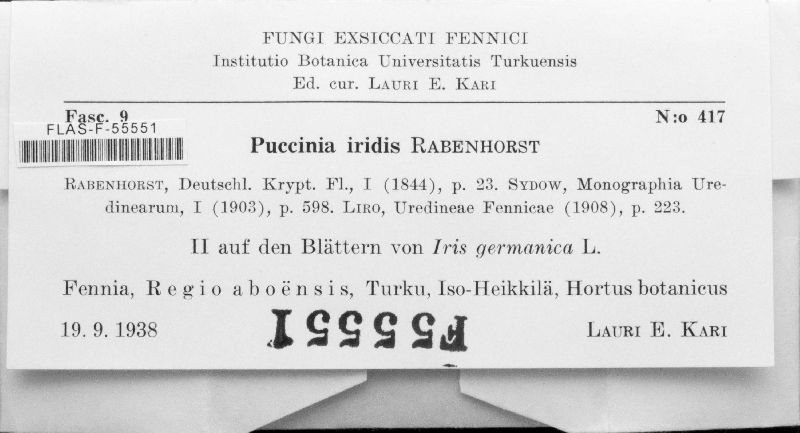 FUNGI EXSICCATI FENNICI
Institutio Botanica Universitatis Turkuensis
Ed. cur. LAURI E. KARI
Fasc. 9 N:o 417
FLAS-F-55551
Puccinia iridis RABENHORST
RABENHORST, Deutschl. Krypt. Fl., I (1844), p. 23. SYDOW, Monographia Ure-
dinearum, I (1903), p. 598. LIRO, Uredineae Fennicae (1908), p. 223.
II auf den Blättern von Iris germanica L.
Fennia, Regio aboënsis, Turku, Iso-Heikkilä, Hortus botanicus
19. 9. 1938 LAURI E. KARI
F55551